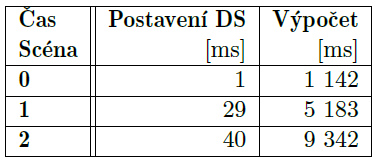 Čas Postavení DS Výpočet
Scéna [ms] [ms]
0 1 1 142
1 29 5 183
2 40 9 342